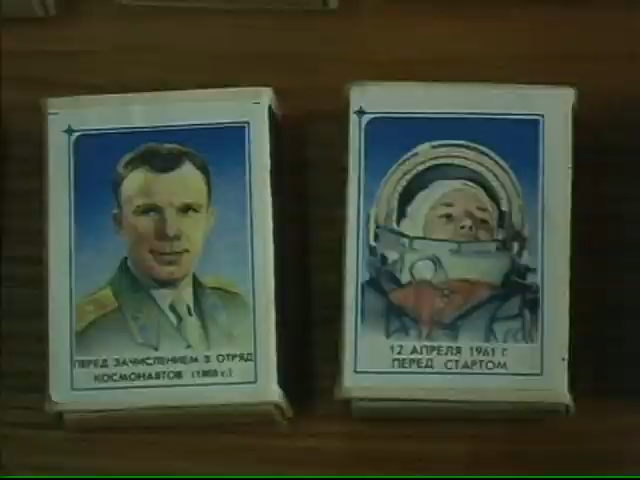 ПЕРЕД ЗАЧИСЛЕНИЕМ В ОТРЯД
КОСМОНАВТОВ (1960 г.)
12 АПРЕЛЯ 1961 г.
ПЕРЕД СТАРТОМ